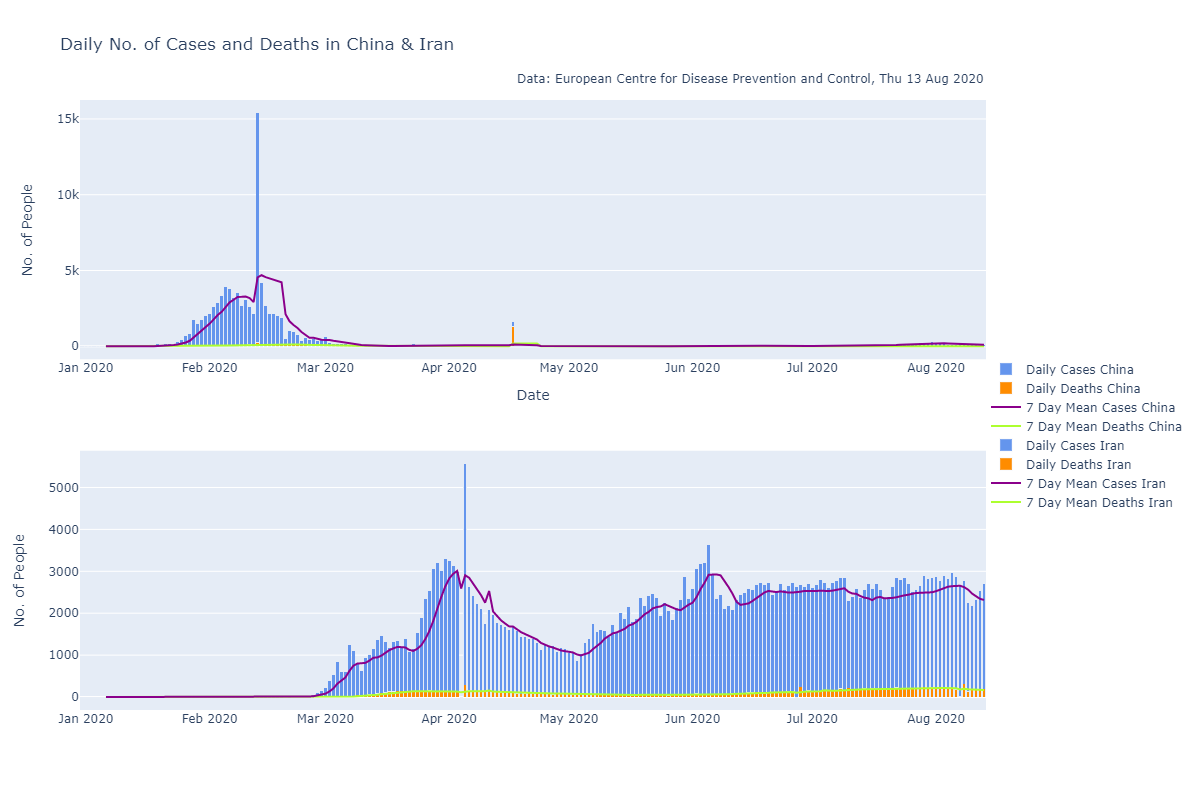 Daily No. of Cases and Deaths in China & Iran
Data: European Centre for Disease Prevention and Control, Thu 13 Aug 2020
15k
10k
5k
0
No. of People
Jan 2020 Feb 2020 Mar 2020 Apr 2020 May 2020 Jun 2020 Jul 2020 Aug 2020
Date
Daily Cases China
Daily Deaths China
7 Day Mean Cases China
7 Day Mean Deaths China
Daily Cases Iran
Daily Deaths Iran
7 Day Mean Cases Iran
7 Day Mean Deaths Iran
5000
4000
3000
2000
1000
0
No. of People
Jan 2020 Feb 2020 Mar 2020 Apr 2020 May 2020 Jun 2020 Jul 2020 Aug 2020